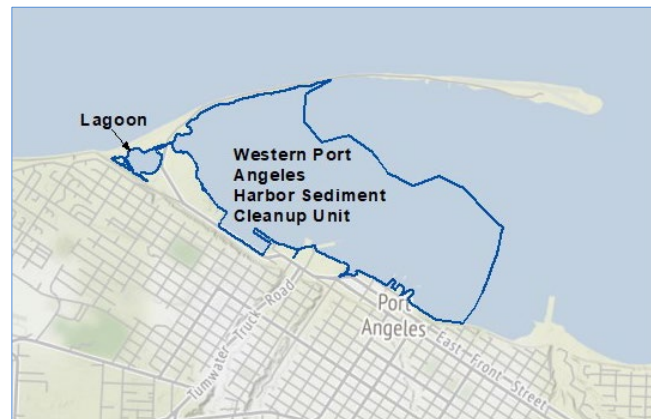 Lagoon
Western Port
Angeles
Harbor Sediment
Cleanup Unit
Port
Angeles
Tumwater Truck Road
East Front Street